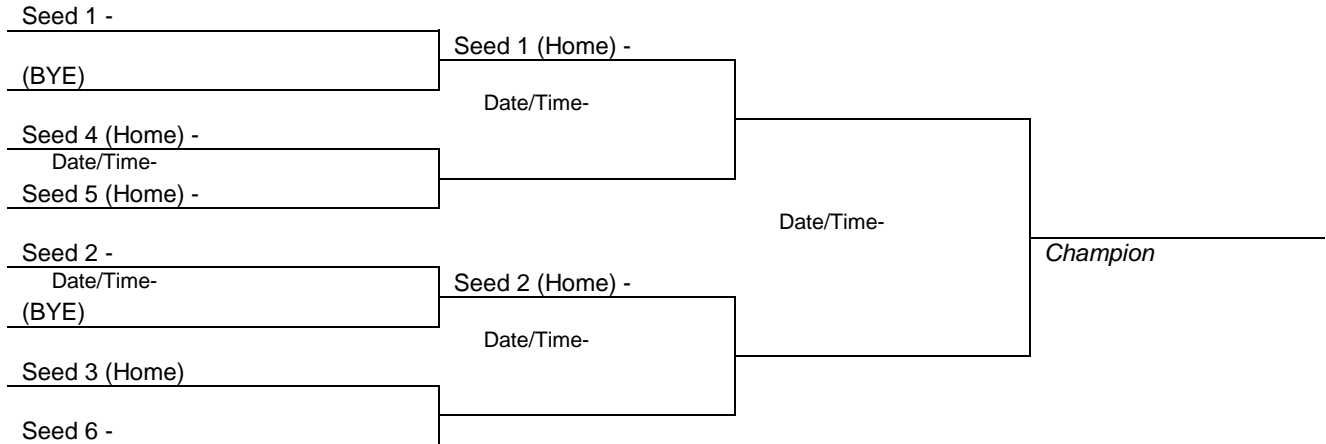 Seed 1 -
Seed 1 (Home) -
(BYE)
Date/Time-
Seed 4 (Home) -
Date/Time-
Seed 5 (Home) -
Date/Time-
Seed 2 -
Champion
Date/Time-
Seed 2 (Home) -
(BYE)
Date/Time-
Seed 3 (Home)
Seed 6 -